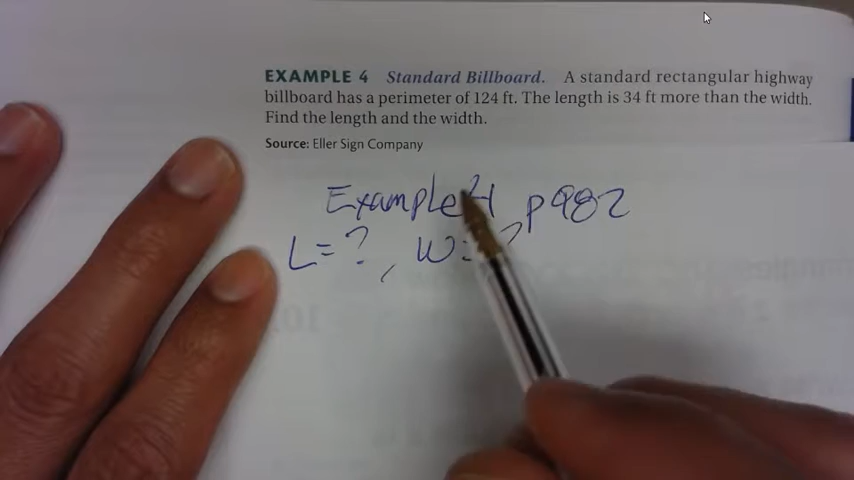 EXAMPLE 4 Standard Billboard. A standard rectangular highway
billboard has a perimeter of 124 ft. The length is 34 ft more than the width.
Find the length and the width.
Source: Eller Sign Company
Example 4, p982
L = ?, W = ?